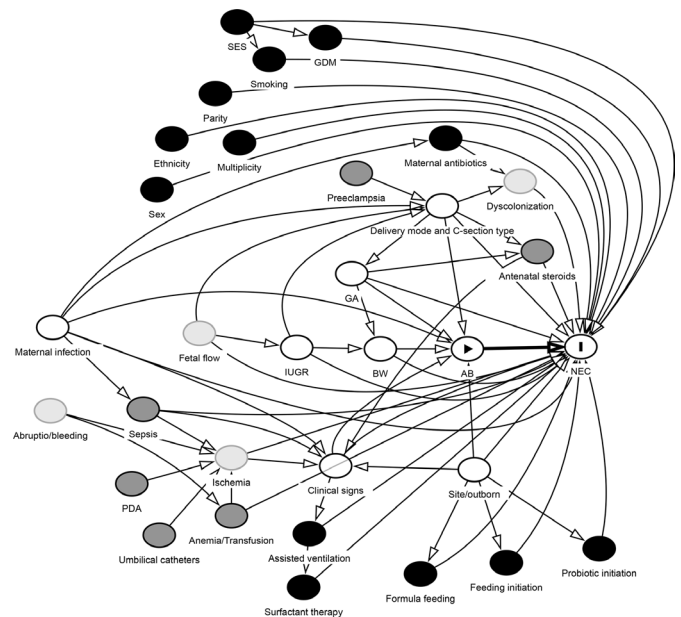 SES
GDM
Smoking
Parity
Ethnicity
Multiplicity
Maternal antibiotics
Sex
Preeclampsia
Dyscolonization
Delivery mode and C-section type
Antenatal steroids
GA
Maternal infection
Fetal flow
IUGR
BW
AB
NEC
Abruptio/bleeding
Sepsis
Ischemia
Clinical signs
Site/outborn
PDA
Umbilical catheters
Anemia/Transfusion
Assisted ventilation
Probiotic initiation
Feeding initiation
Formula feeding
Surfactant therapy